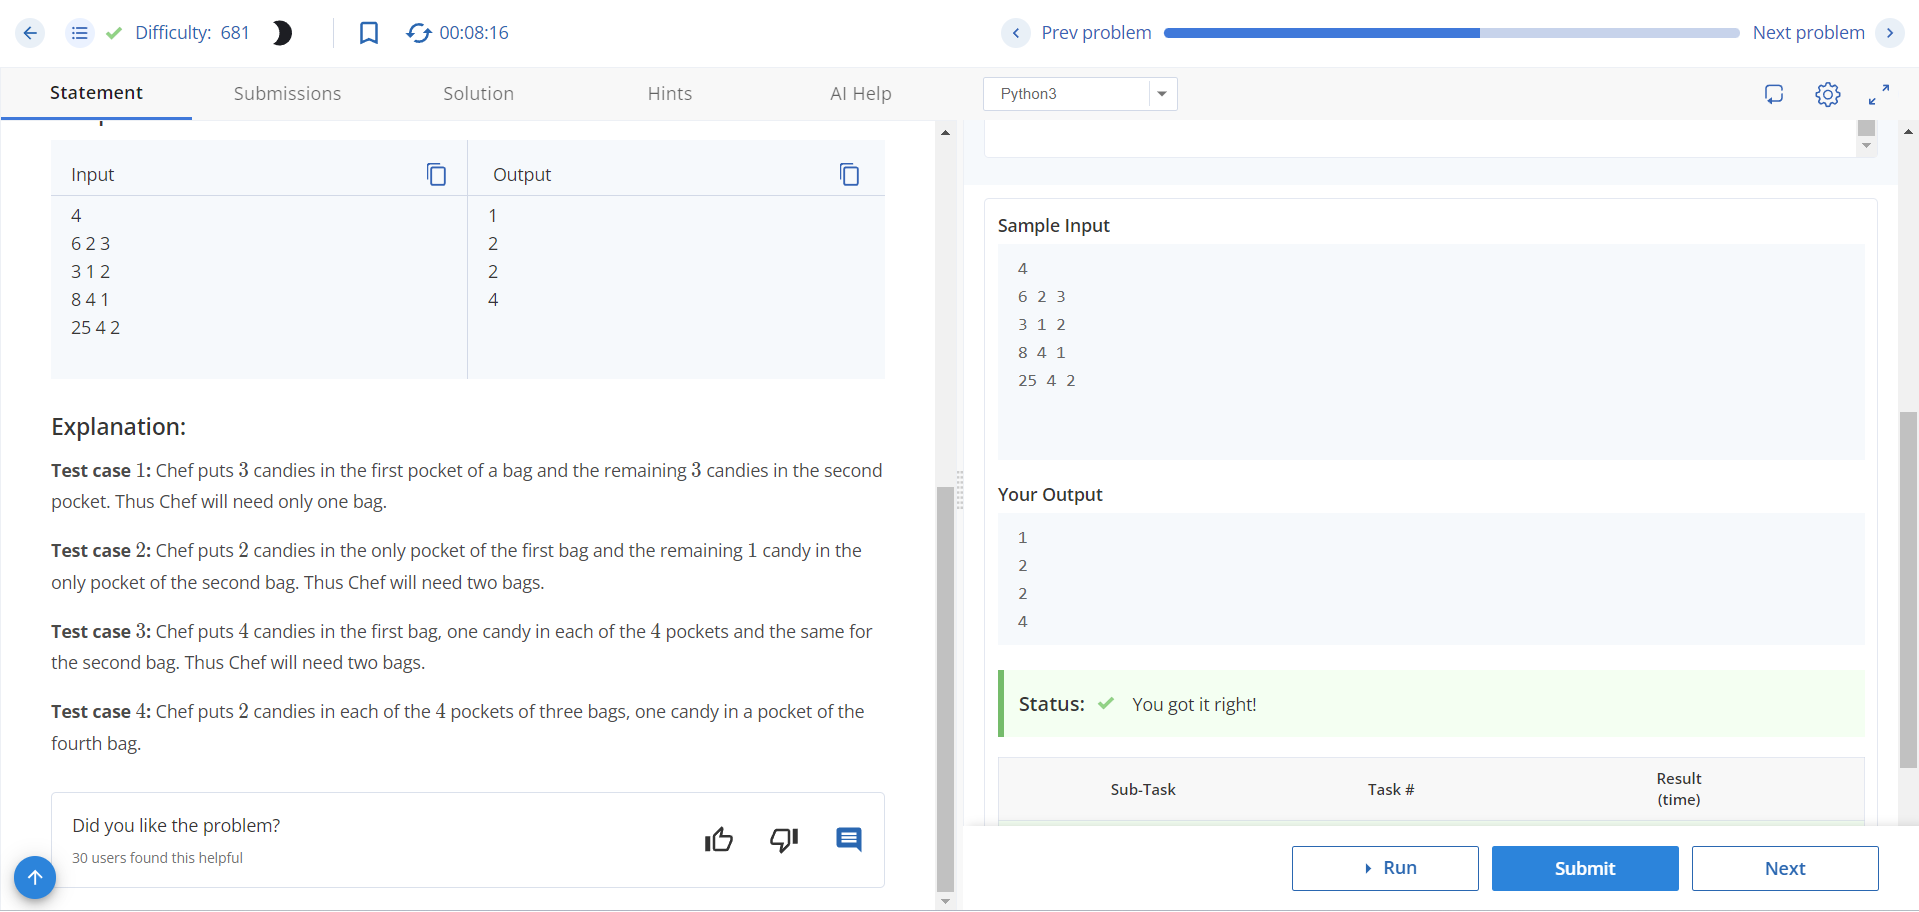 Difficulty: 681
00:08:16
Prev problem
Next problem
Statement
Submissions
Solution
Hints
AI Help
Python3
Input
Output
4
6 2 3
3 1 2
8 4 1
25 4 2
1
2
2
4
Explanation:
Test case 1: Chef puts 3 candies in the first pocket of a bag and the remaining 3 candies in the second
pocket. Thus Chef will need only one bag.
Test case 2: Chef puts 2 candies in the only pocket of the first bag and the remaining 1 candy in the
only pocket of the second bag. Thus Chef will need two bags.
Test case 3: Chef puts 4 candies in the first bag, one candy in each of the 4 pockets and the same for
the second bag. Thus Chef will need two bags.
Test case 4: Chef puts 2 candies in each of the 4 pockets of three bags, one candy in a pocket of the
fourth bag.
Did you like the problem?
30 users found this helpful
Sample Input
4
6 2 3
3 1 2
8 4 1
25 4 2
Your Output
1
2
2
4
Status: You got it right!
Sub-Task
Task #
Result
(time)
Run
Submit
Next